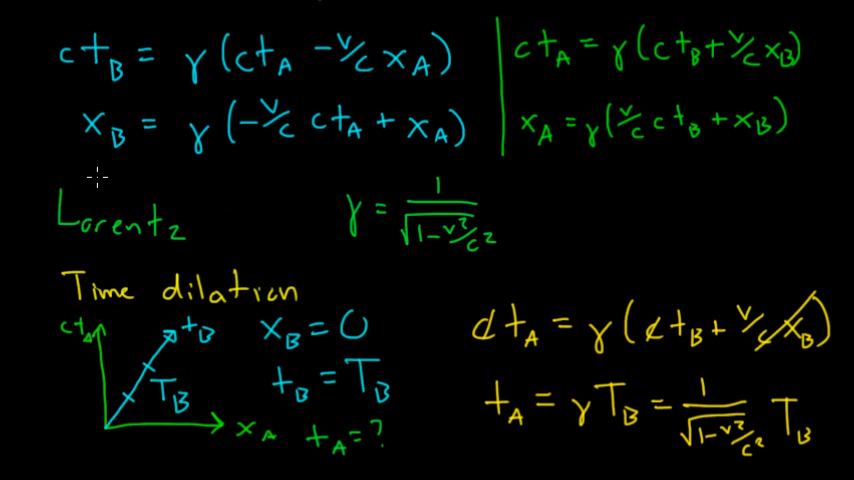 ct_B = γ(ct_A - v/c x_A)
x_B = γ(-v/c ct_A + x_A)
ct_A = γ(ct_B + v/c x_B)
x_A = γ(v/c ct_B + x_B)
Lorentz
γ = 1/√(1-v²/c²)
Time dilation
ct_A
t_B
T_B
x_A
x_B = 0
t_B = T_B
t_A = ?
ct_A = γ(ct_B + v/c x_B)
t_A = γT_B = 1/√(1-v²/c²) T_B